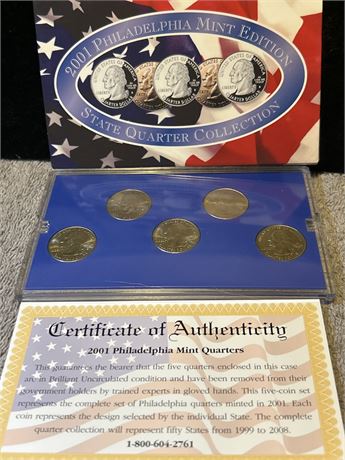 2001 PHILADELPHIA MINT EDITION
STATE QUARTER COLLECTION
Certificate of Authenticity
2001 Philadelphia Mint Quarters
This guarantees the bearer that the five quarters enclosed in this case
are in Brilliant Uncirculated condition and have been removed from their
government holders by trained experts in gloved hands. This five-coin set
represents the complete set of Philadelphia quarters minted in 2001. Each
coin represents the design selected by the individual State. The complete
quarter collection will represent fifty States from 1999 to 2008.
1-800-604-2761